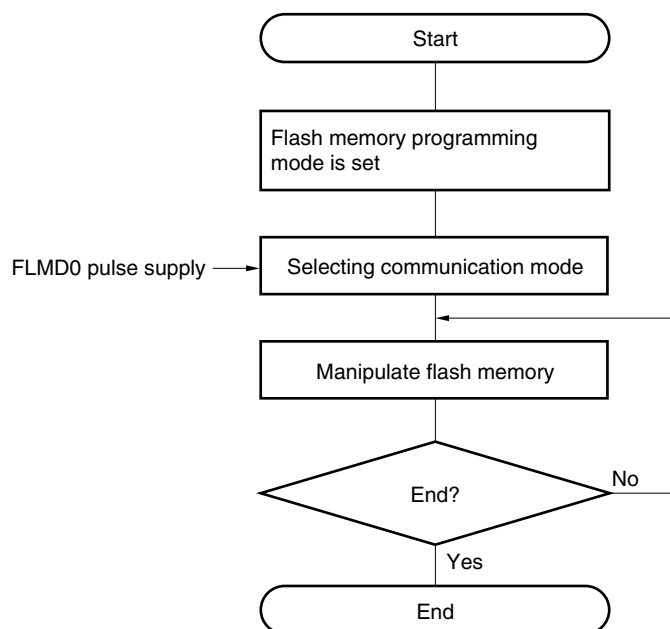 Start
Flash memory programming
mode is set
FLMD0 pulse supply
Selecting communication mode
Manipulate flash memory
End?
No
Yes
End